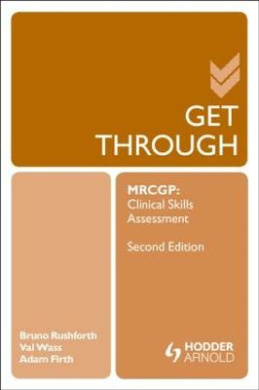 GET
THROUGH
MRCGP:
Clinical Skills
Assessment
Second Edition
Bruno Rushforth
Val Wass
Adam Firth
HODDER
ARNOLD